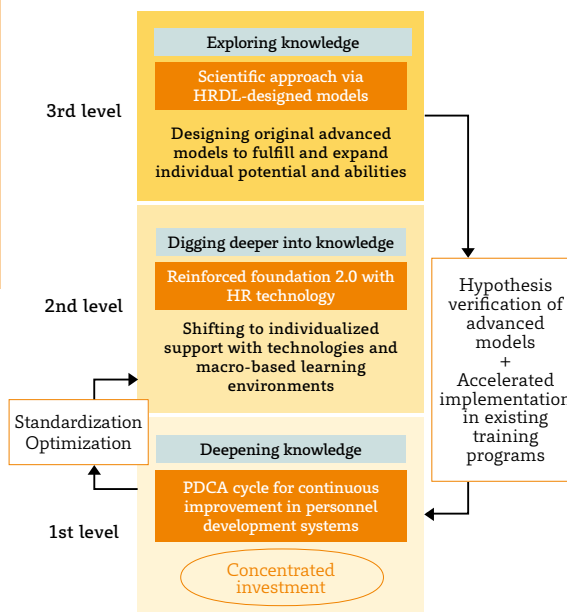 3rd level
Exploring knowledge
Scientific approach via
HRDL-designed models
Designing original advanced
models to fulfill and expand
individual potential and abilities
2nd level
Digging deeper into knowledge
Reinforced foundation 2.0 with
HR technology
Shifting to individualized
support with technologies and
macro-based learning
environments
Hypothesis
verification of
advanced
models
+
Accelerated
implementation
in existing
training
programs
Standardization
Optimization
1st level
Deepening knowledge
PDCA cycle for continuous
improvement in personnel
development systems
Concentrated
investment